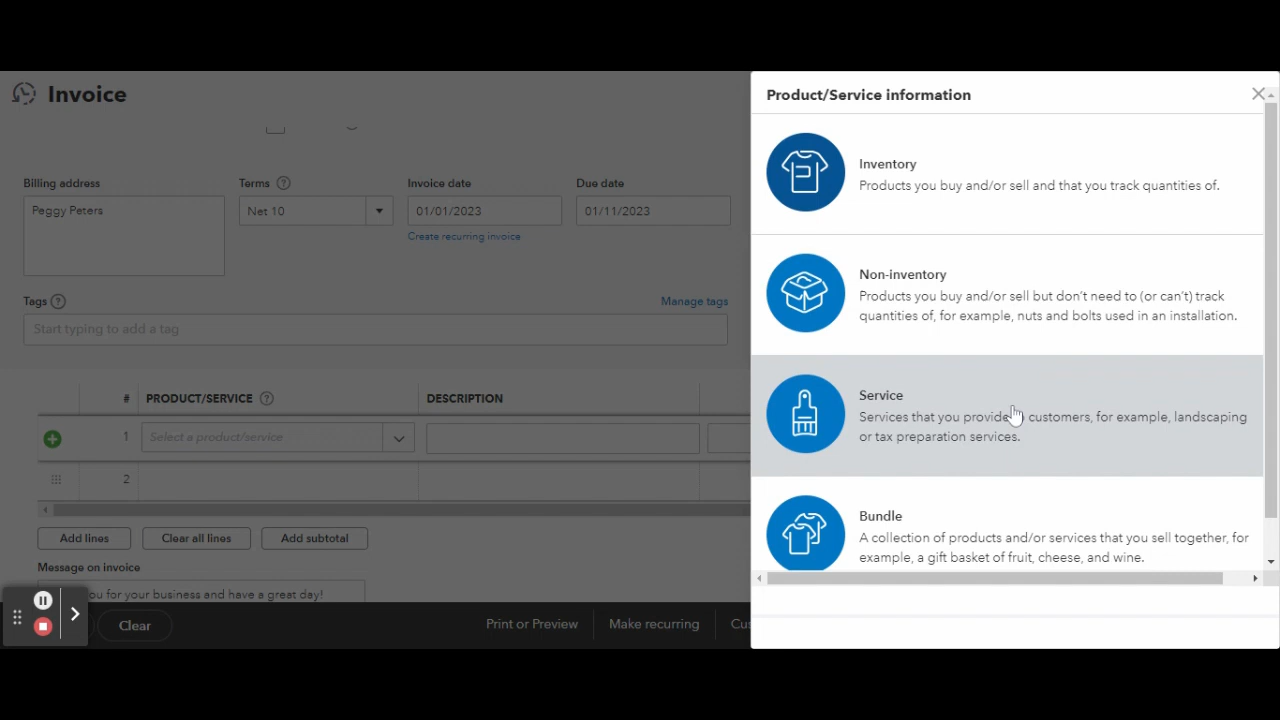 Invoice
Billing address
Terms
Invoice date
Due date
Peggy Peters
Net 10
01/01/2023
01/11/2023
Create recurring invoice
Tags
Manage tags
Start typing to add a tag
# PRODUCT/SERVICE DESCRIPTION
1 Select a product/service
2
Add lines
Clear all lines
Add subtotal
Message on invoice
you for your business and have a great day!
Clear
Print or Preview
Make recurring
Product/Service information
Inventory
Products you buy and/or sell and that you track quantities of.
Non-inventory
Products you buy and/or sell but don't need to (or can't) track
quantities of, for example, nuts and bolts used in an installation.
Service
Services that you provide customers, for example, landscaping
or tax preparation services.
Bundle
A collection of products and/or services that you sell together, for
example, a gift basket of fruit, cheese, and wine.